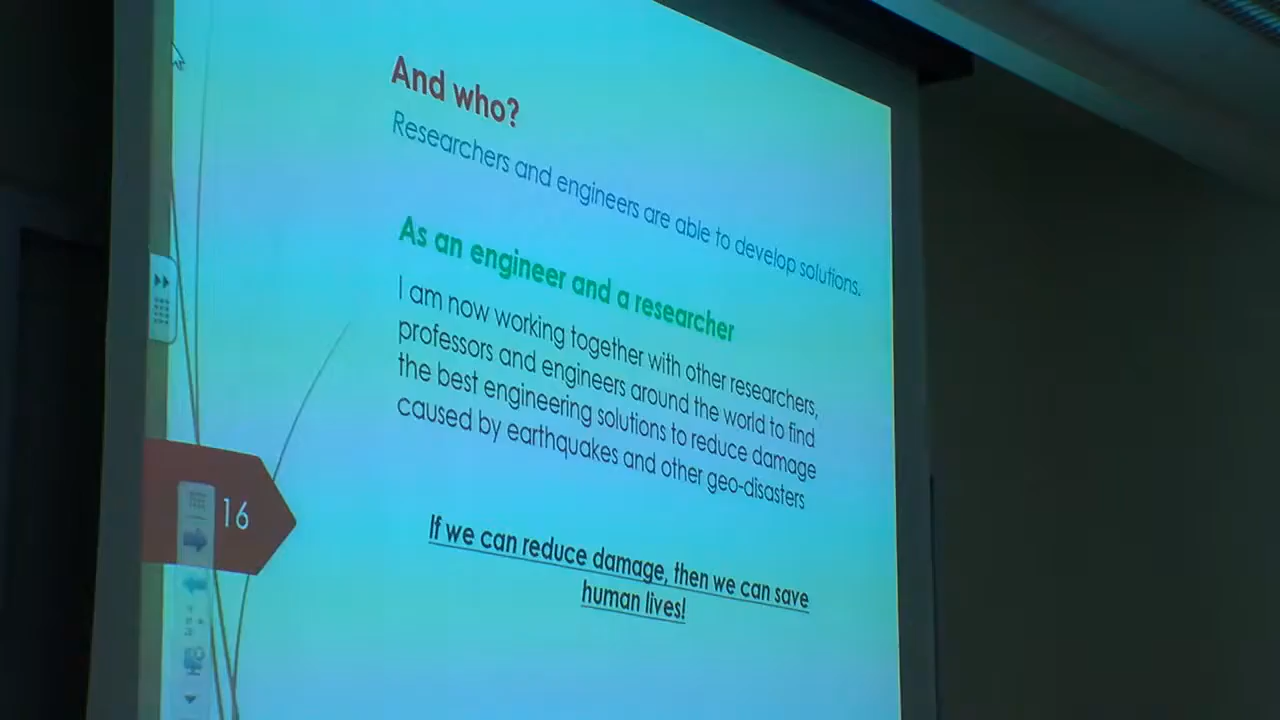 And who?
Researchers and engineers are able to develop solutions.
As an engineer and a researcher
I am now working together with other researchers,
professors and engineers around the world to find
the best engineering solutions to reduce damage
caused by earthquakes and other geo-disasters
16
If we can reduce damage, then we can save
human lives!